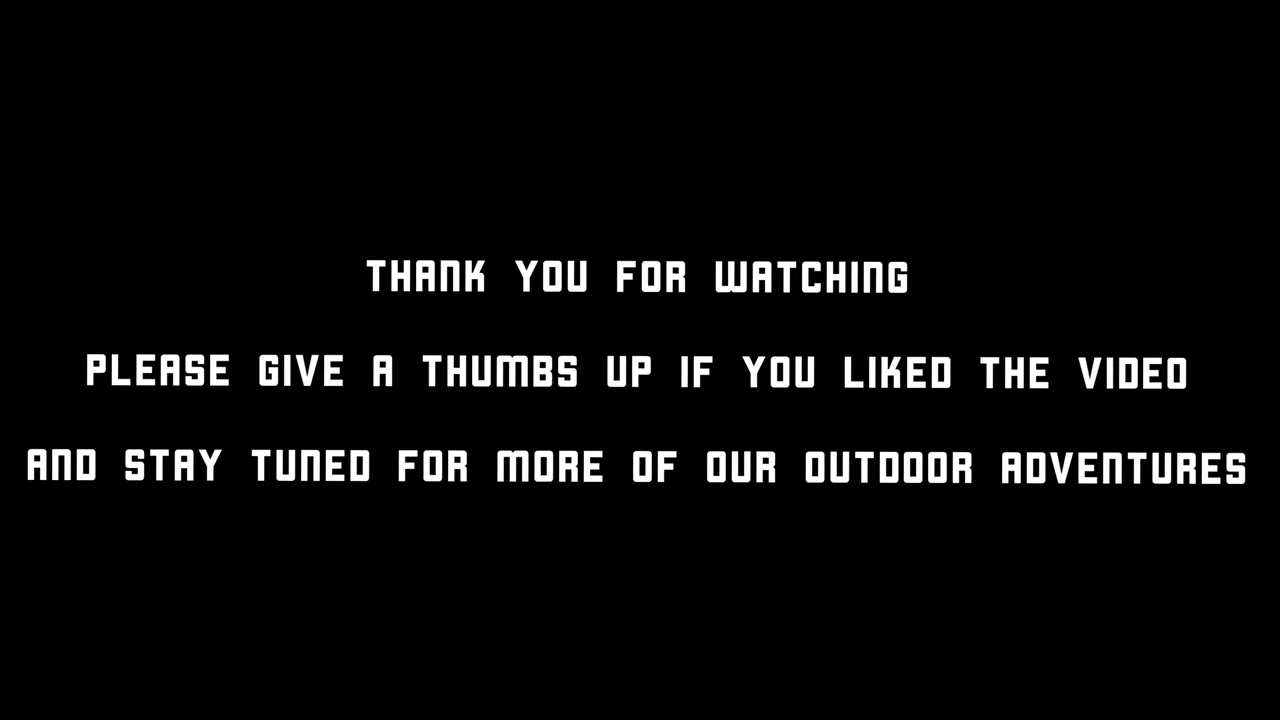 THANK YOU FOR WATCHING
PLEASE GIVE A THUMBS UP IF YOU LIKED THE VIDEO
AND STAY TUNED FOR MORE OF OUR OUTDOOR ADVENTURES